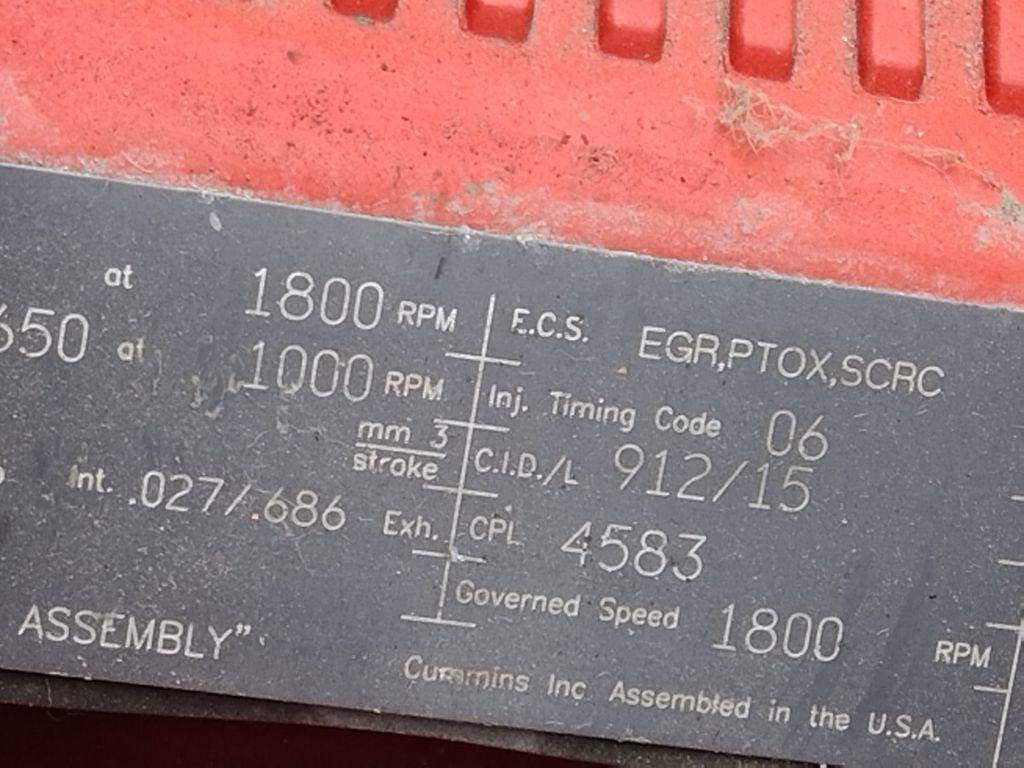 at 1800 RPM
650 at 1000 RPM
mm 3
stroke
Int. .027/.686 Exh.
ASSEMBLY"
E.C.S. EGR,PTOX,SCRC
Inj. Timing Code 06
C.I.D./L 912/15
CPL 4583
Governed Speed 1800 RPM
Cummins Inc. Assembled in the U.S.A.